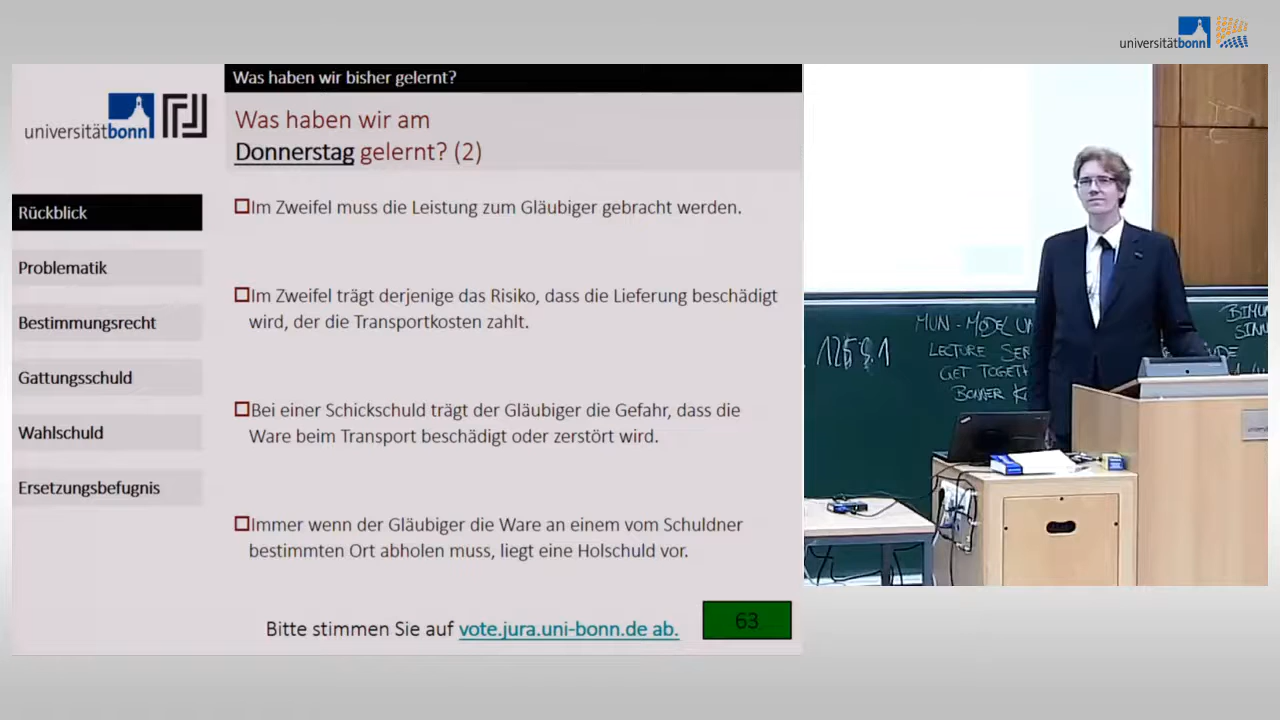 universitätbonn
Was haben wir bisher gelernt?
universitätbonn
Was haben wir am
Donnerstag gelernt? (2)
Rückblick
Problematik
Bestimmungsrecht
Gattungsschuld
Wahlschuld
Ersetzungsbefugnis
Im Zweifel muss die Leistung zum Gläubiger gebracht werden.
Im Zweifel trägt derjenige das Risiko, dass die Lieferung beschädigt
wird, der die Transportkosten zahlt.
Bei einer Schickschuld trägt der Gläubiger die Gefahr, dass die
Ware beim Transport beschädigt oder zerstört wird.
Immer wenn der Gläubiger die Ware an einem vom Schuldner
bestimmten Ort abholen muss, liegt eine Holschuld vor.
Bitte stimmen Sie auf vote.jura.uni-bonn.de ab.
63
MUN - MODEL UN
LECTURE SER
GET TOGETH
BONNER K